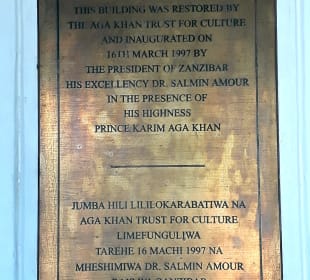 THIS BUILDING WAS RESTORED BY
THE AGA KHAN TRUST FOR CULTURE
AND INAUGURATED ON
16TH MARCH 1997 BY
THE PRESIDENT OF ZANZIBAR
HIS EXCELLENCY DR. SALMIN AMOUR
IN THE PRESENCE OF
HIS HIGHNESS
PRINCE KARIM AGA KHAN
JUMBA HILI LILILOKARABATIWA NA
AGA KHAN TRUST FOR CULTURE
LIMEFUNGULIWA
TAREHE 16 MACHI 1997 NA
MHESHIMIWA DR. SALMIN AMOUR